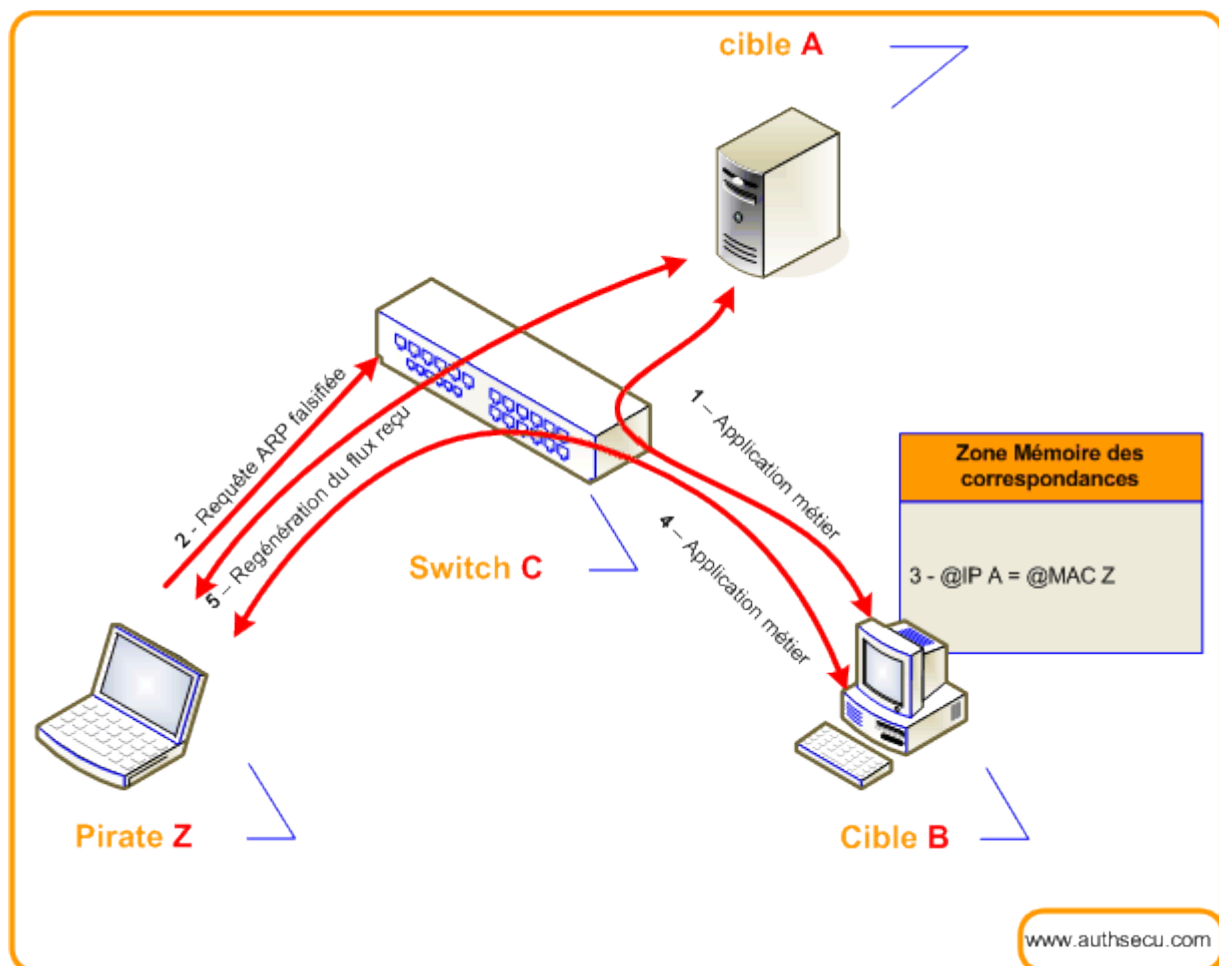 cible A
2 - Requête ARP falsifiée
5 – Regénération du flux reçu
1 – Application métier
4 – Application métier
Zone Mémoire des
correspondances
3 - @IP A = @MAC Z
Switch C
Pirate Z
Cible B
www.authsecu.com